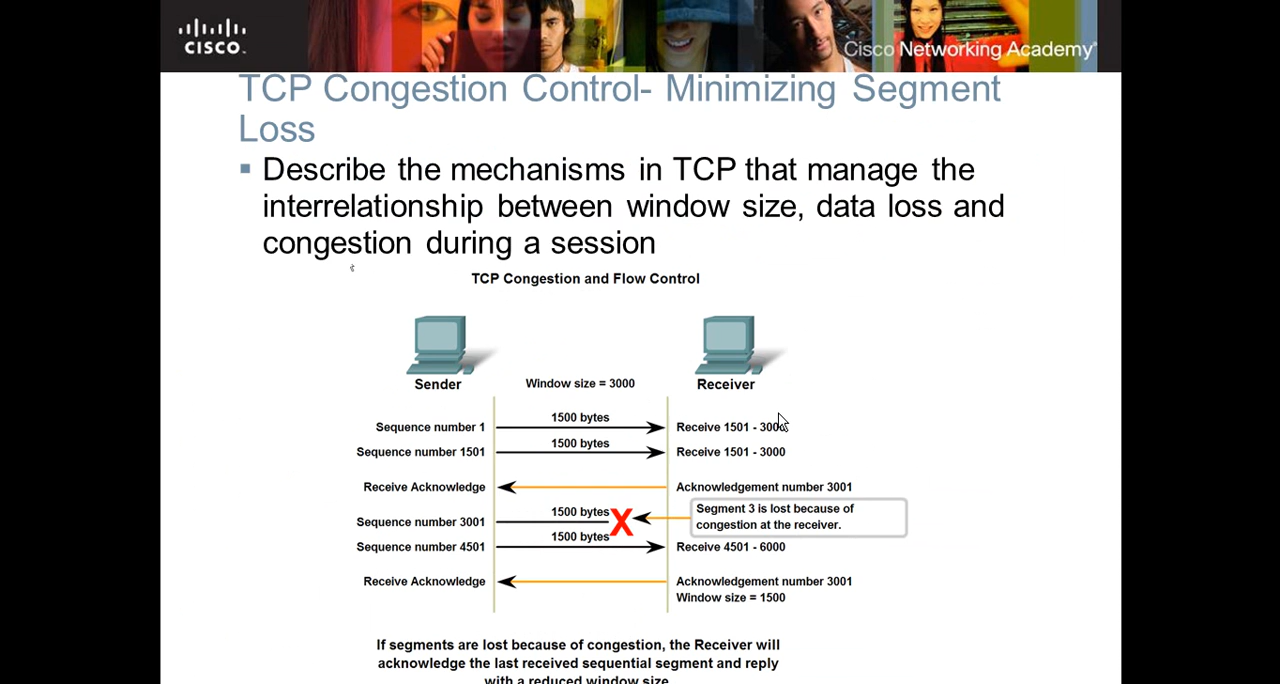 CISCO
Cisco Networking Academy
TCP Congestion Control- Minimizing Segment
Loss
Describe the mechanisms in TCP that manage the
interrelationship between window size, data loss and
congestion during a session
TCP Congestion and Flow Control
Sender Window size = 3000 Receiver
1500 bytes
Sequence number 1 Receive 1501 - 3000
1500 bytes
Sequence number 1501 Receive 1501 - 3000
Receive Acknowledge Acknowledgement number 3001
Segment 3 is lost because of
congestion at the receiver.
1500 bytes
Sequence number 3001 X
1500 bytes
Sequence number 4501 Receive 4501 - 6000
Receive Acknowledge Acknowledgement number 3001
Window size = 1500
If segments are lost because of congestion, the Receiver will
acknowledge the last received sequential segment and reply
with a reduced window size